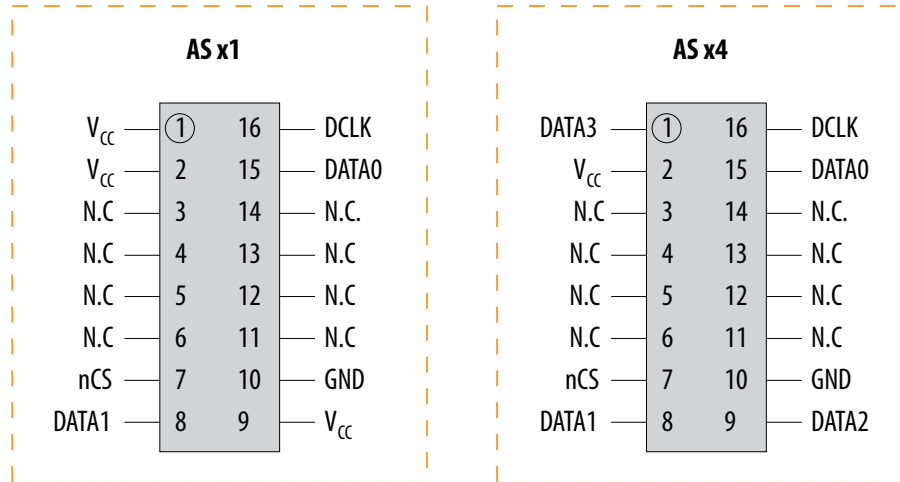 AS x1
VCC 1 16 DCLK
VCC 2 15 DATA0
N.C 3 14 N.C.
N.C 4 13 N.C
N.C 5 12 N.C
N.C 6 11 N.C
nCS 7 10 GND
DATA1 8 9 VCC
AS x4
DATA3 1 16 DCLK
VCC 2 15 DATA0
N.C 3 14 N.C.
N.C 4 13 N.C
N.C 5 12 N.C
N.C 6 11 N.C
nCS 7 10 GND
DATA1 8 9 DATA2